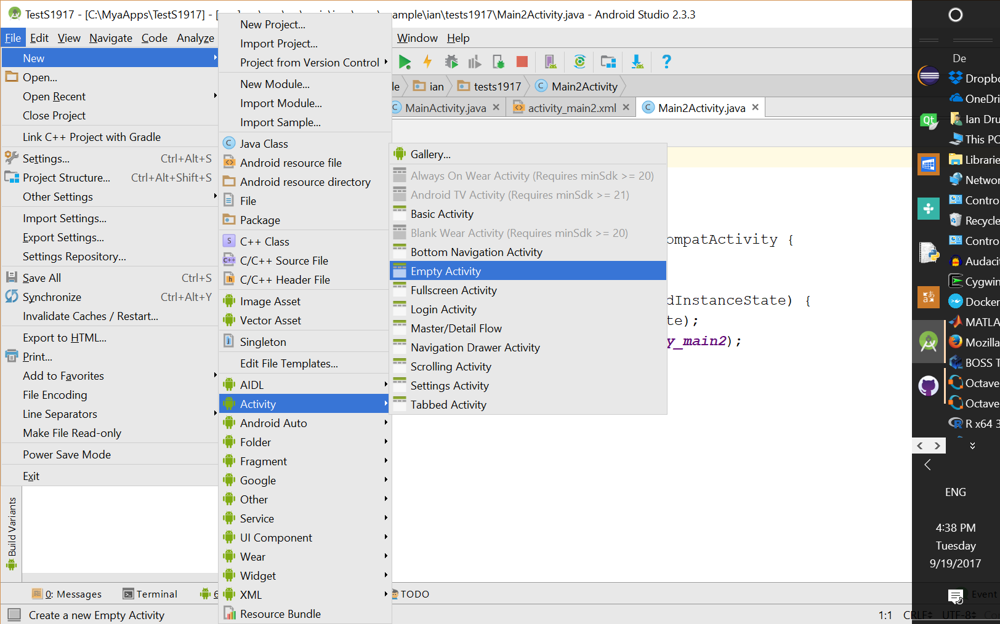 TestS1917 - [C:\MyaApps\TestS1917] - [
ample\ian\tests1917\Main2Activity.java - Android Studio 2.3.3
File Edit View Navigate Code Analyze
Window Help
New
Open...
Open Recent
Close Project
Link C++ Project with Gradle
Settings... Ctrl+Alt+S
Project Structure... Ctrl+Alt+Shift+S
Other Settings
Import Settings...
Export Settings...
Settings Repository...
Save All Ctrl+S
Synchronize Ctrl+Alt+Y
Invalidate Caches / Restart...
Export to HTML...
Print...
Add to Favorites
File Encoding
Line Separators
Make File Read-only
Power Save Mode
Exit
New Project...
Import Project...
Project from Version Control
New Module...
Import Module...
Import Sample...
Java Class
Android resource file
Android resource directory
File
Package
S C++ Class
C++ C/C++ Source File
h C/C++ Header File
Image Asset
Vector Asset
Singleton
Edit File Templates...
AIDL
Activity
Android Auto
Folder
Fragment
Google
Other
Service
UI Component
Wear
Widget
XML
Resource Bundle
le ian tests1917 C Main2Activity
C MainActivity.java activity_main2.xml C Main2Activity.java
Gallery...
Always On Wear Activity (Requires minSdk >= 20)
Android TV Activity (Requires minSdk >= 21)
Basic Activity
Blank Wear Activity (Requires minSdk >= 20)
Bottom Navigation Activity
Empty Activity
Fullscreen Activity
Login Activity
Master/Detail Flow
Navigation Drawer Activity
Scrolling Activity
Settings Activity
Tabbed Activity
ompatActivity {
dInstanceState) {
te);
y_main2);
Build Variants
0: Messages Terminal 6 TODO
Event
Create a new Empty Activity
1:1 CRLF UTF-8 Co
De
Dropbo
OneDri
Ian Dru
This PC
Librarie
Networ
Contro
Recycle
Contro
Audacit
Cygwin
Docker
MATLA
Mozilla
BOSS T
Octave
Octave
R x64 3
Qt
ENG
4:38 PM
Tuesday
9/19/2017